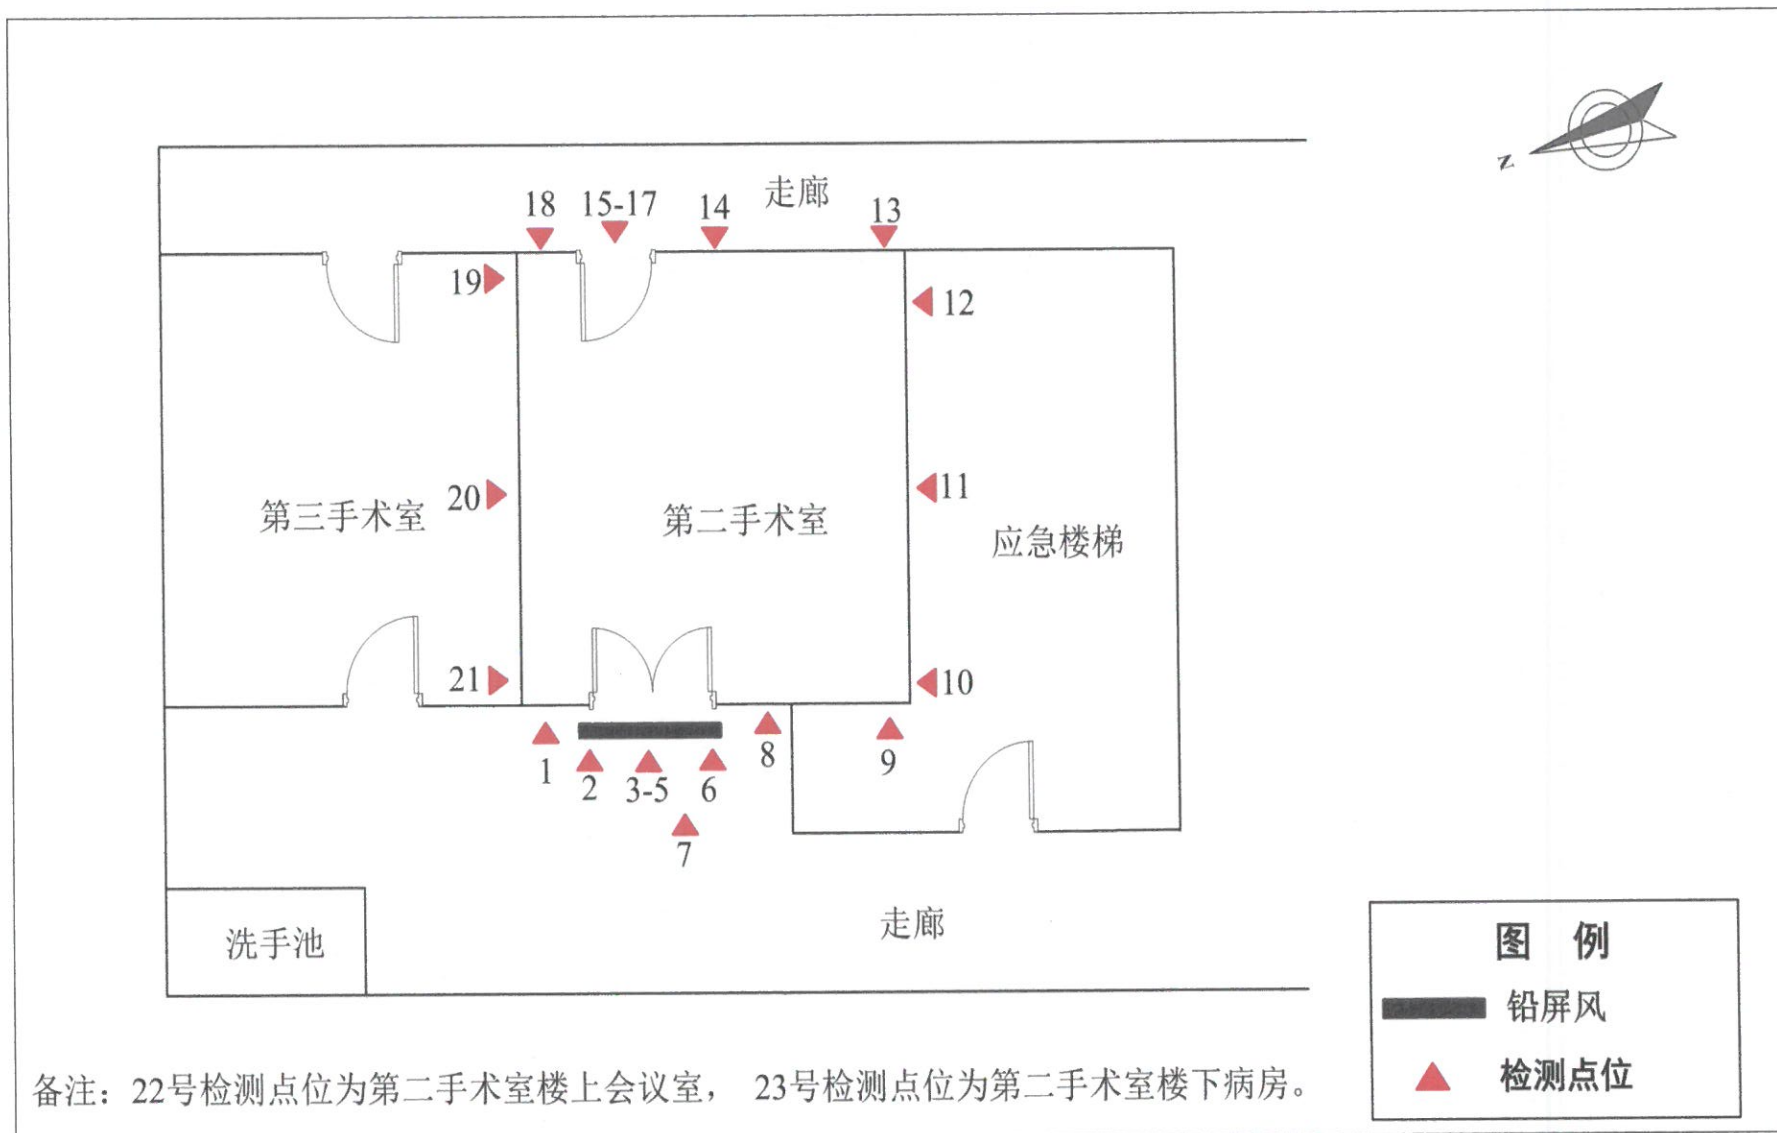 N
走廊
18
15-17
14
13
19
12
20
11
第三手术室
第二手术室
应急楼梯
21
10
1
2
3-5
6
8
9
7
洗手池
走廊
图 例
铅屏风
检测点位
备注：22号检测点位为第二手术室楼上会议室， 23号检测点位为第二手术室楼下病房。